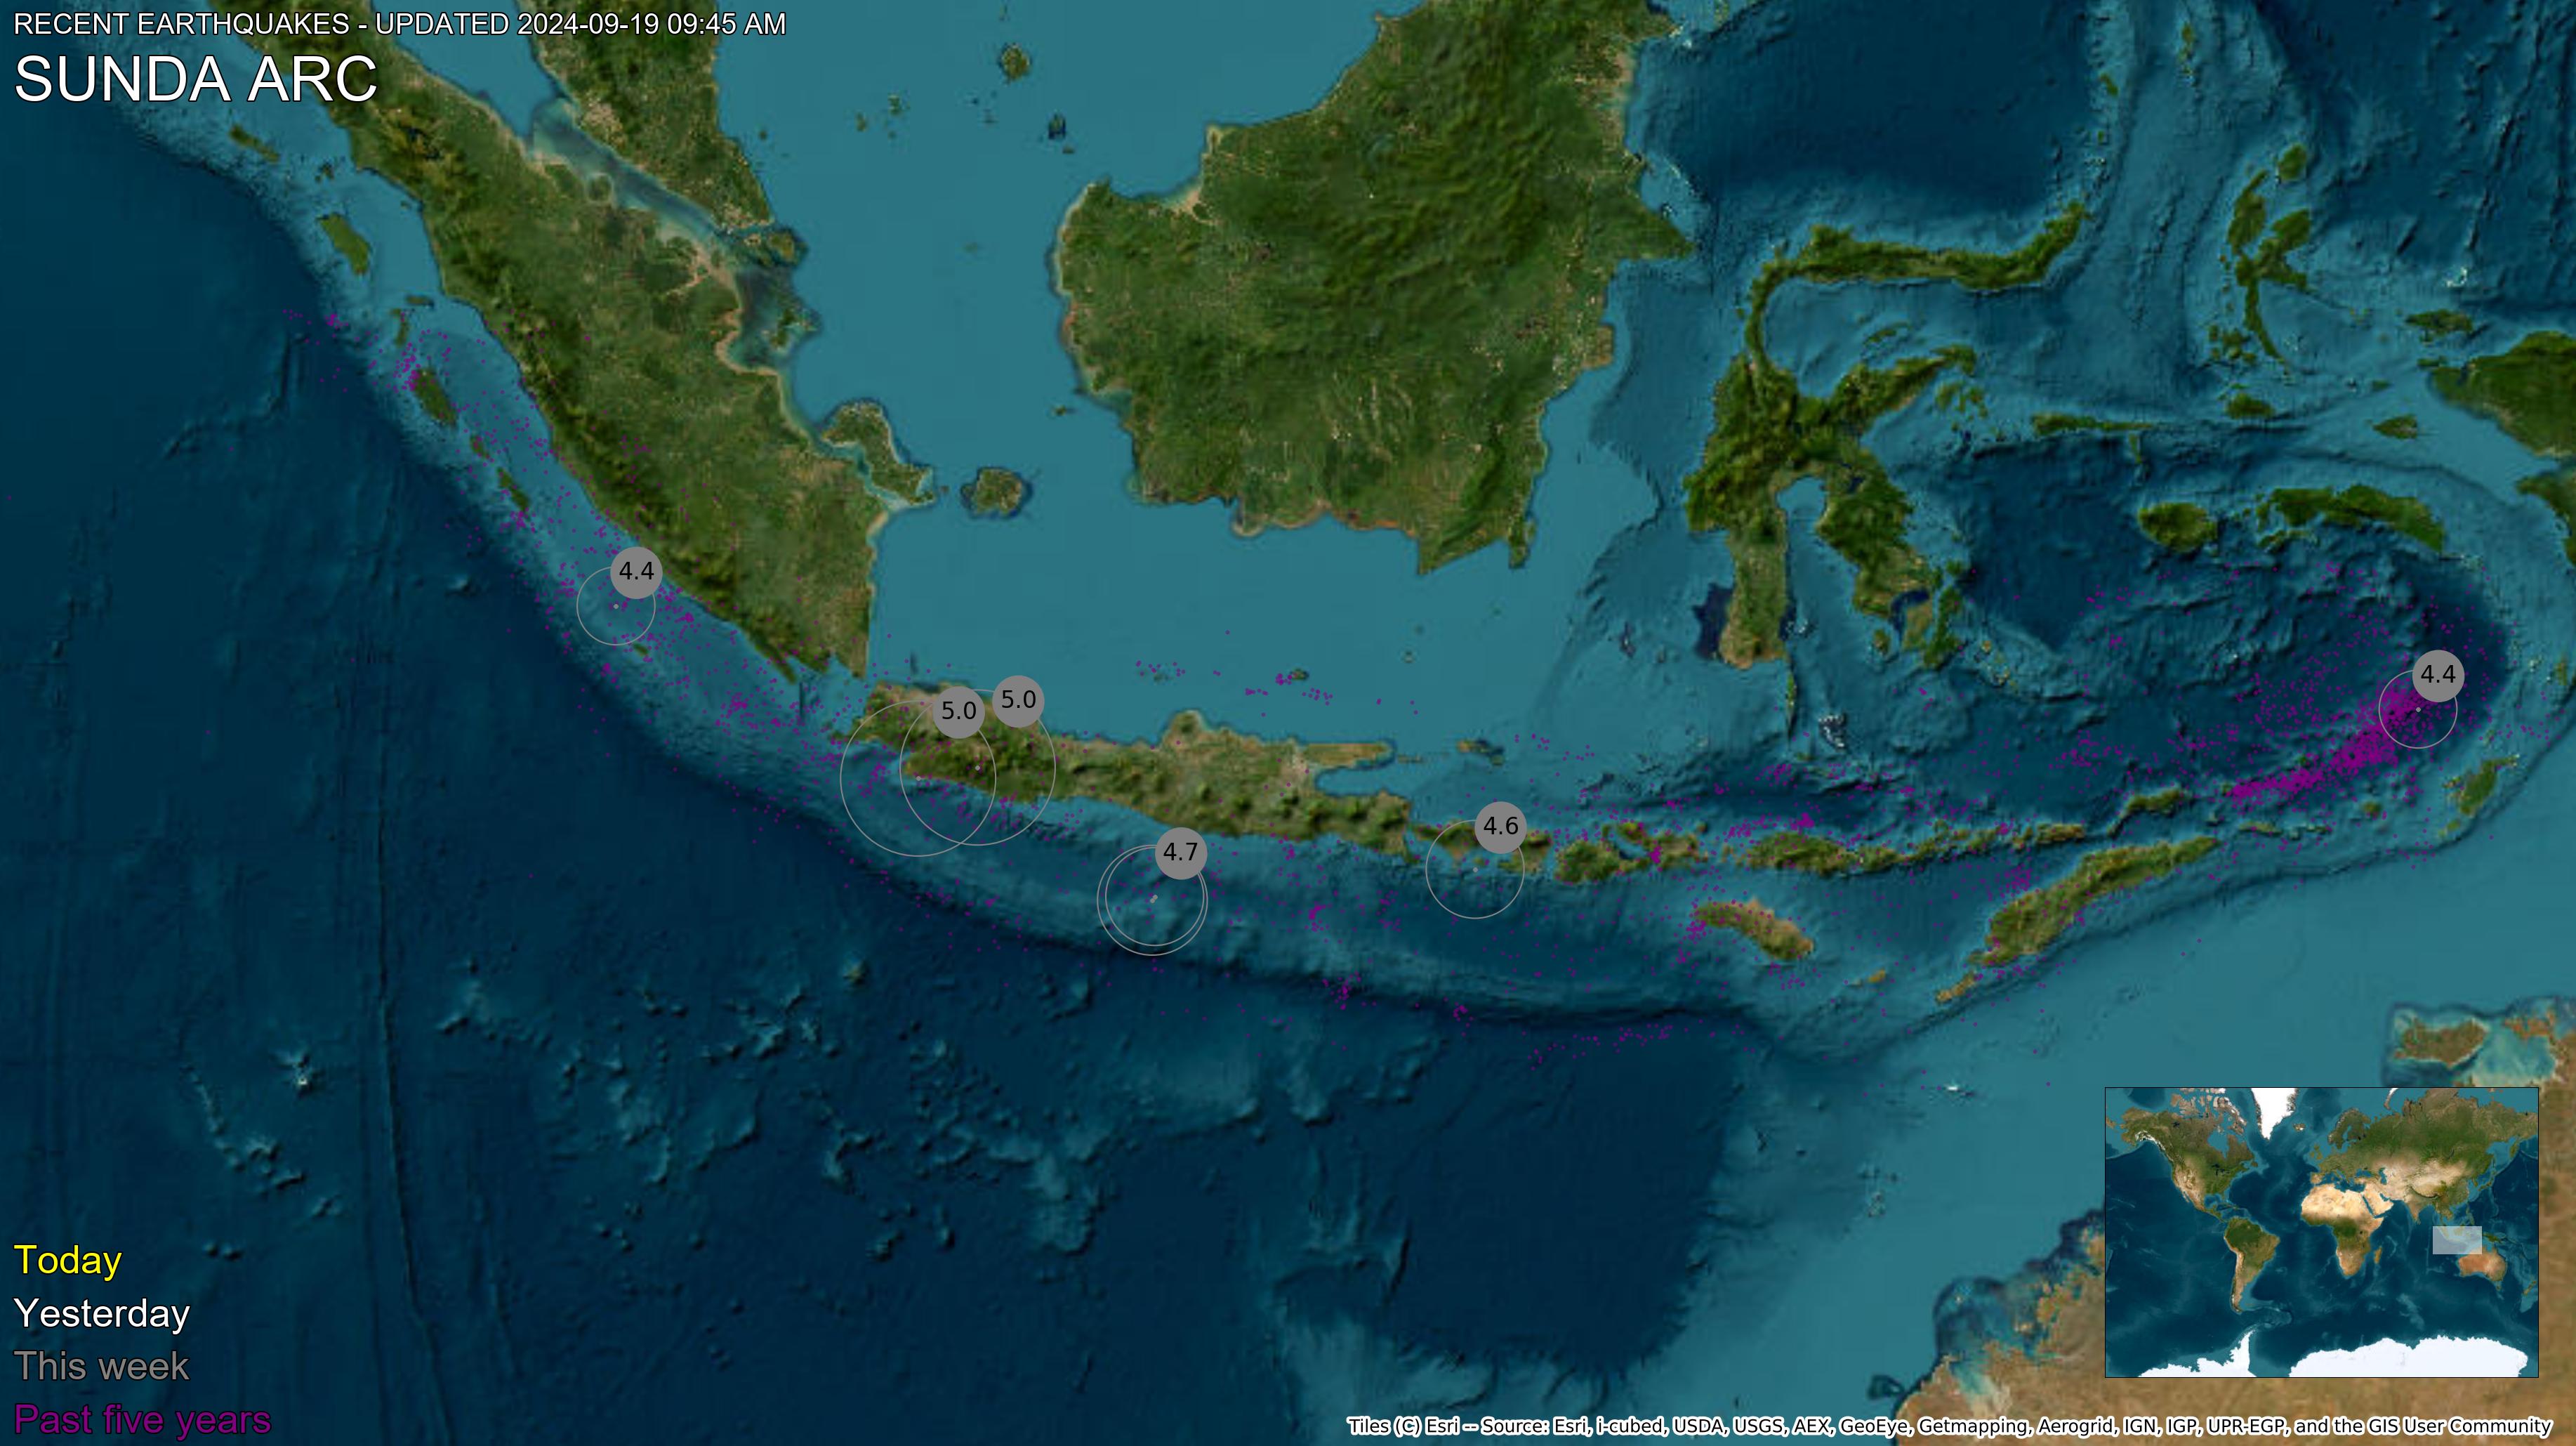 RECENT EARTHQUAKES - UPDATED 2024-09-19 09:45 AM
SUNDA ARC
4.4
4.4
5.0
5.0
4.6
4.7
Today
Yesterday
This week
Past five years
Tiles (C) Esri -- Source: Esri, i-cubed, USDA, USGS, AEX, GeoEye, Getmapping, Aerogrid, IGN, IGP, UPR-EGP, and the GIS User Community